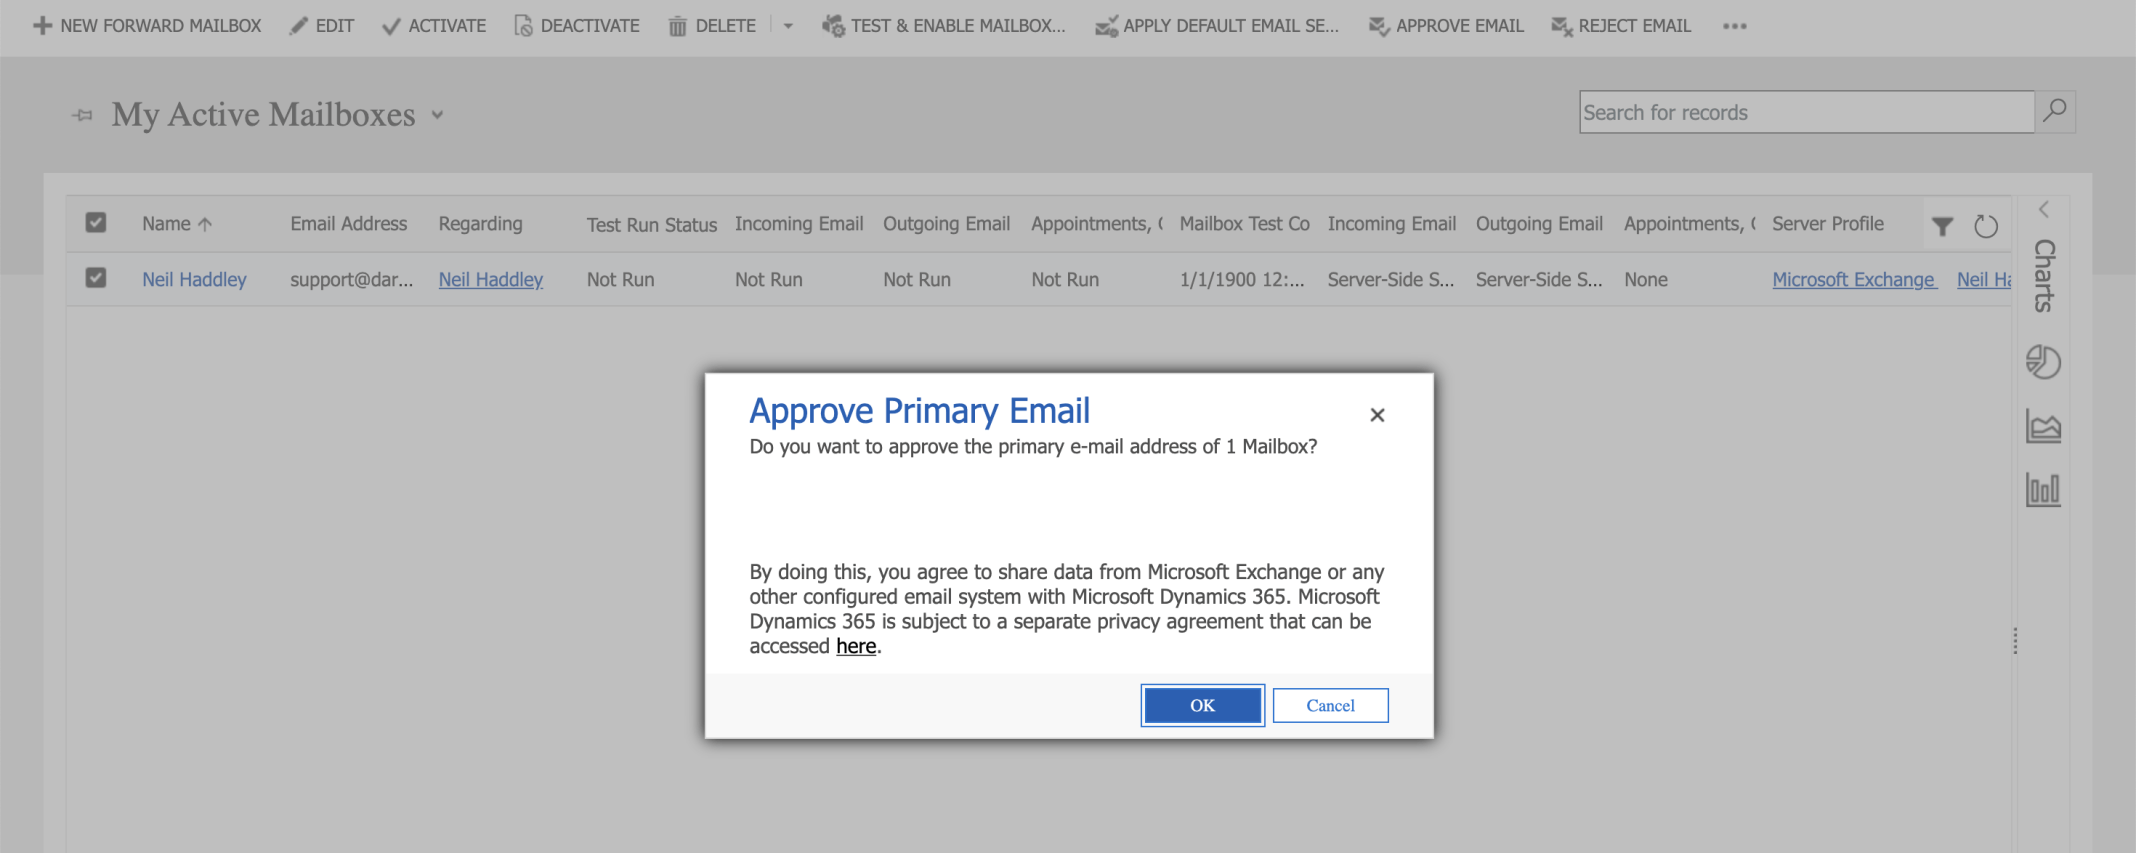 NEW FORWARD MAILBOX EDIT ACTIVATE DEACTIVATE DELETE TEST & ENABLE MAILBOX... APPLY DEFAULT EMAIL SE... APPROVE EMAIL REJECT EMAIL
My Active Mailboxes
Search for records
Name Email Address Regarding Test Run Status Incoming Email Outgoing Email Appointments, Mailbox Test Co Incoming Email Outgoing Email Appointments, Server Profile
Neil Haddley support@dar... Neil Haddley Not Run Not Run Not Run Not Run 1/1/1900 12:... Server-Side S... Server-Side S... None Microsoft Exchange Neil Ha
Charts
Approve Primary Email
Do you want to approve the primary e-mail address of 1 Mailbox?
By doing this, you agree to share data from Microsoft Exchange or any
other configured email system with Microsoft Dynamics 365. Microsoft
Dynamics 365 is subject to a separate privacy agreement that can be
accessed here.
OK Cancel